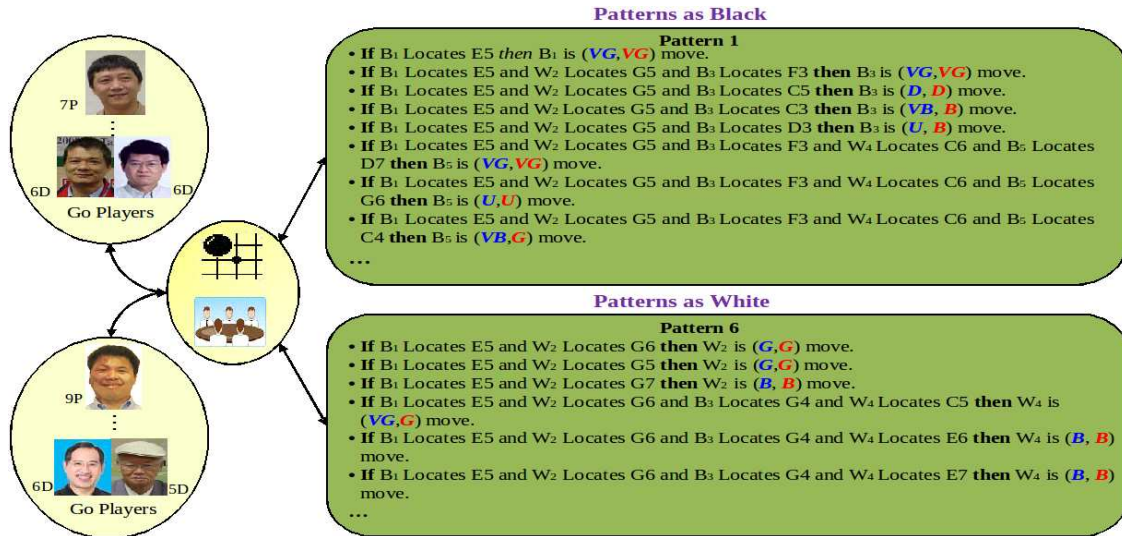 Patterns as Black
Pattern 1
• If B1 Locates E5 then B1 is (VG,VG) move.
• If B1 Locates E5 and W2 Locates G5 and B3 Locates F3 then B3 is (VG,VG) move.
• If B1 Locates E5 and W2 Locates G5 and B3 Locates C5 then B3 is (D, D) move.
• If B1 Locates E5 and W2 Locates G5 and B3 Locates C3 then B3 is (VB, B) move.
• If B1 Locates E5 and W2 Locates G5 and B3 Locates D3 then B3 is (U, B) move.
• If B1 Locates E5 and W2 Locates G5 and B3 Locates F3 and W4 Locates C6 and B5 Locates
D7 then B5 is (VG,VG) move.
• If B1 Locates E5 and W2 Locates G5 and B3 Locates F3 and W4 Locates C6 and B5 Locates
G6 then B5 is (U,U) move.
• If B1 Locates E5 and W2 Locates G5 and B3 Locates F3 and W4 Locates C6 and B5 Locates
C4 then B5 is (VB,G) move.
...
7P
6D
6D
Go Players
Patterns as White
Pattern 6
• If B1 Locates E5 and W2 Locates G6 then W2 is (G,G) move.
• If B1 Locates E5 and W2 Locates G5 then W2 is (G,G) move.
• If B1 Locates E5 and W2 Locates G7 then W2 is (B, B) move.
• If B1 Locates E5 and W2 Locates G6 and B3 Locates G4 and W4 Locates C5 then W4 is
(VG,G) move.
• If B1 Locates E5 and W2 Locates G6 and B3 Locates G4 and W4 Locates E6 then W4 is (B, B)
move.
• If B1 Locates E5 and W2 Locates G6 and B3 Locates G4 and W4 Locates E7 then W4 is (B, B)
move.
...
9P
6D
5D
Go Players